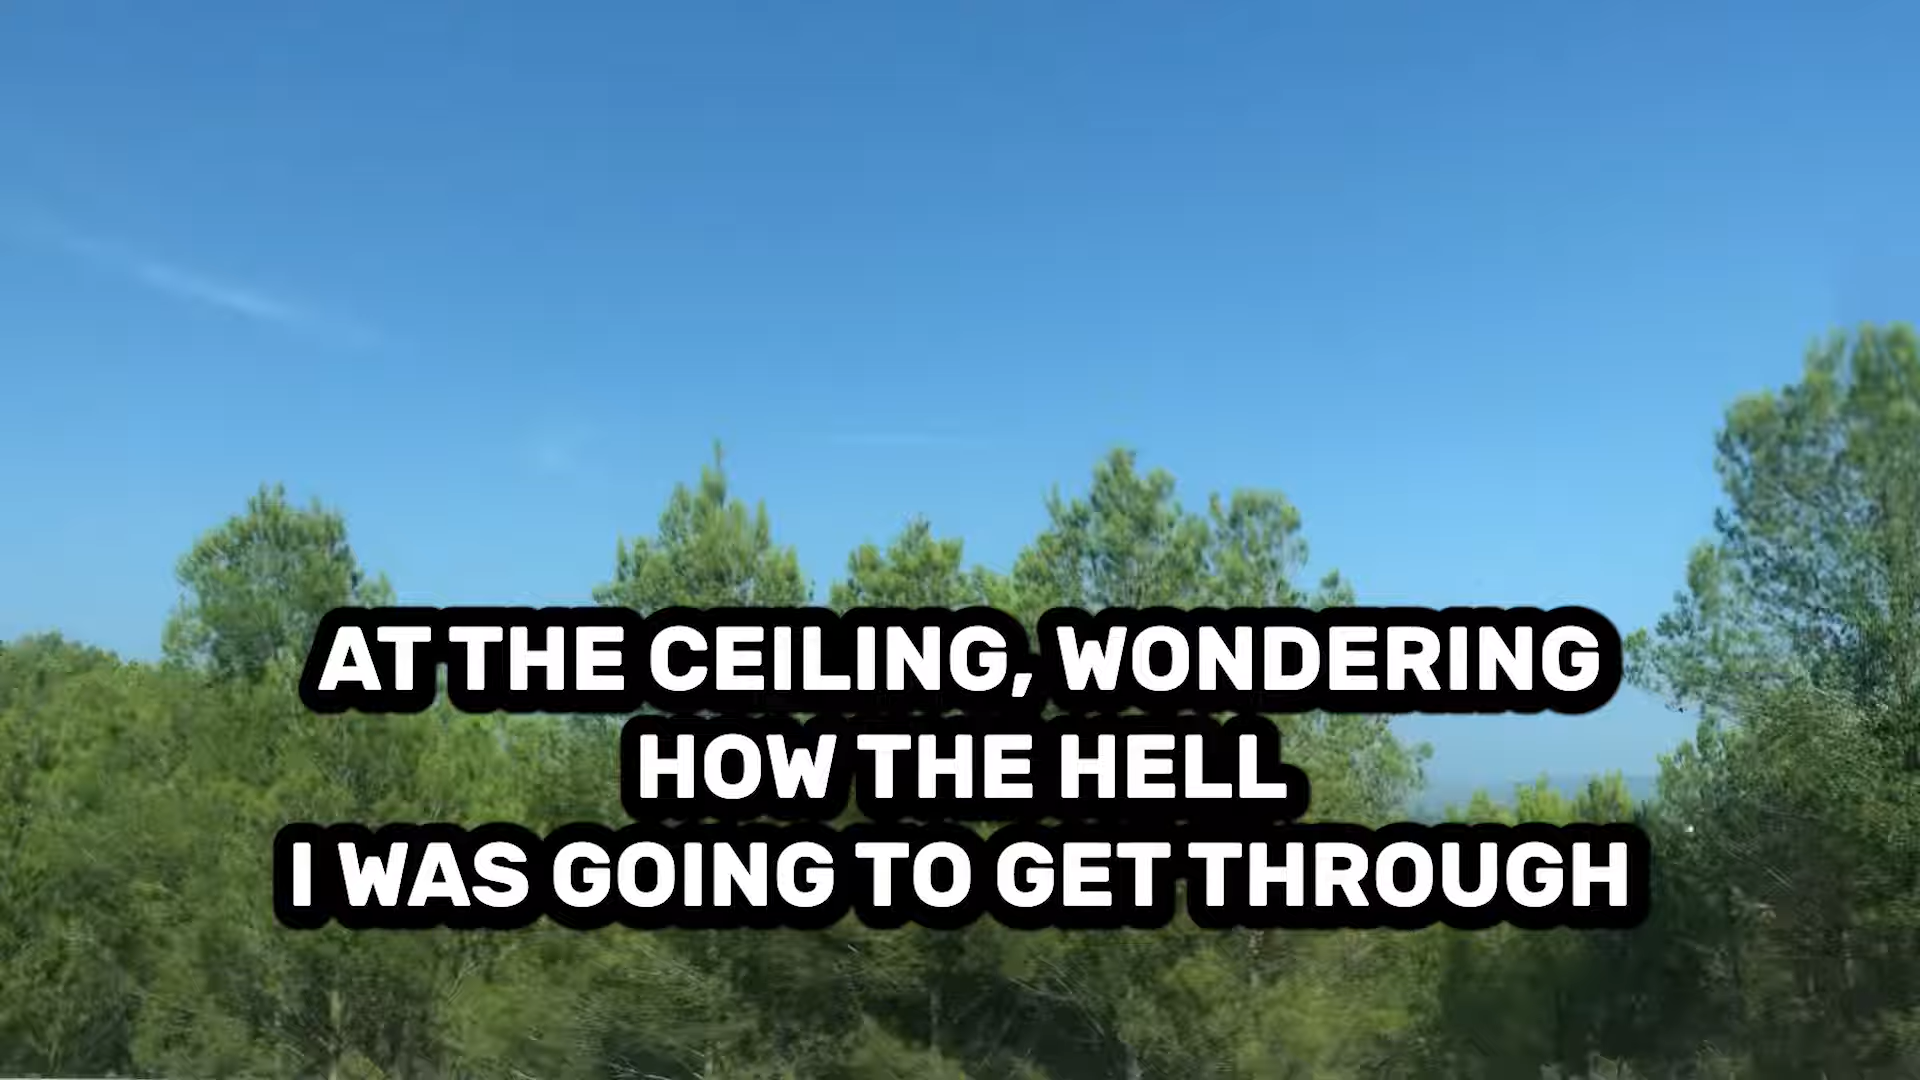 AT THE CEILING, WONDERING
HOW THE HELL
I WAS GOING TO GET THROUGH